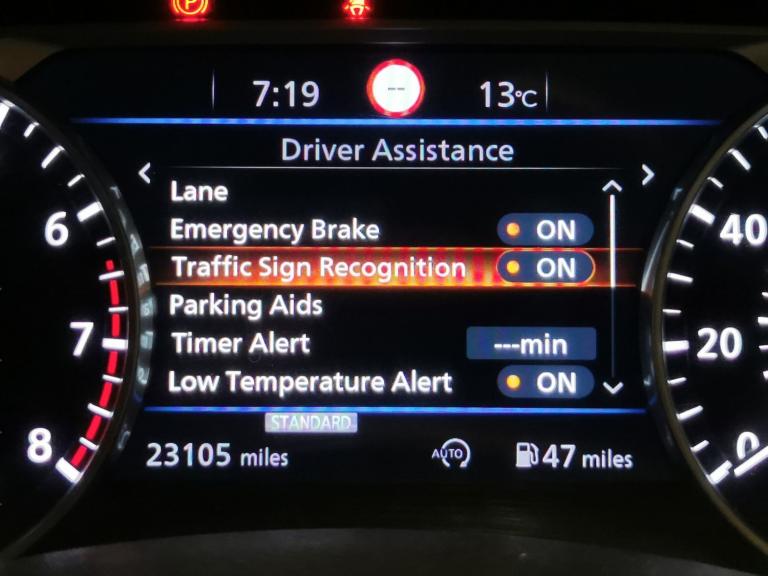 P
7:19 -- 13°C
Driver Assistance
Lane
Emergency Brake ON
Traffic Sign Recognition ON
Parking Aids
Timer Alert ---min
Low Temperature Alert ON
STANDARD
23105 miles AUTO 47 miles
6
7
8
40
20
0